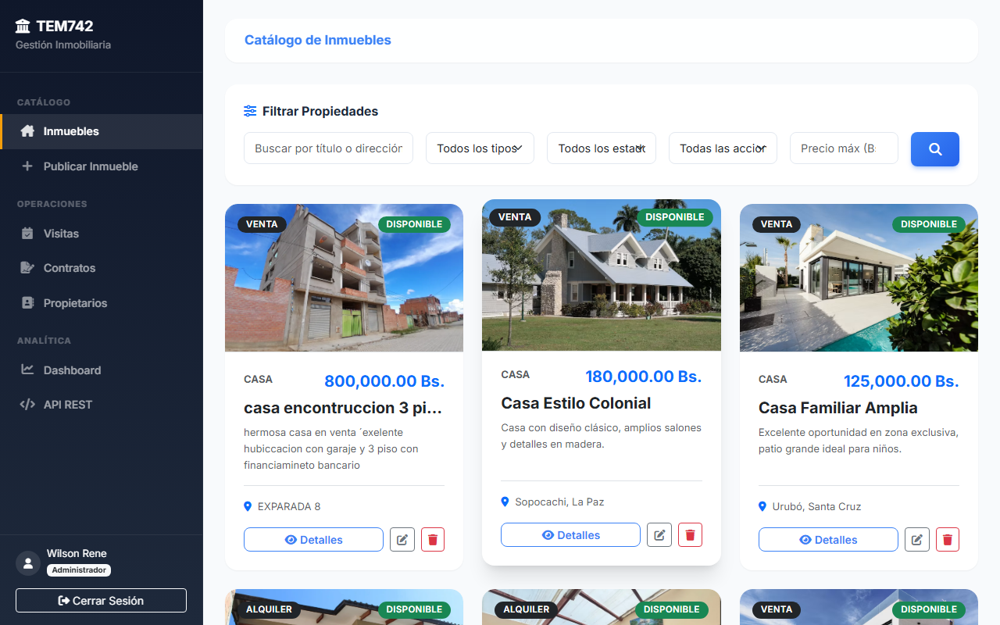 TEM742
Gestión Inmobiliaria
CATÁLOGO
Inmuebles
Publicar Inmueble
OPERACIONES
Visitas
Contratos
Propietarios
ANALÍTICA
Dashboard
API REST
Wilson Rene
Administrador
Cerrar Sesión
Catálogo de Inmuebles
Filtrar Propiedades
Buscar por título o dirección
Todos los tipos
Todos los estad
Todas las accion
Precio máx (B
VENTA
DISPONIBLE
CASA
800,000.00 Bs.
casa encontruccion 3 pi...
hermosa casa en venta ´exelente
hubiccacion con garaje y 3 piso con
financiamineto bancario
EXPARADA 8
Detalles
VENTA
DISPONIBLE
CASA
180,000.00 Bs.
Casa Estilo Colonial
Casa con diseño clásico, amplios salones
y detalles en madera.
Sopocachi, La Paz
Detalles
VENTA
DISPONIBLE
CASA
125,000.00 Bs.
Casa Familiar Amplia
Excelente oportunidad en zona exclusiva,
patio grande ideal para niños.
Urubó, Santa Cruz
Detalles
ALQUILER
DISPONIBLE
ALQUILER
DISPONIBLE
VENTA
DISPONIBLE